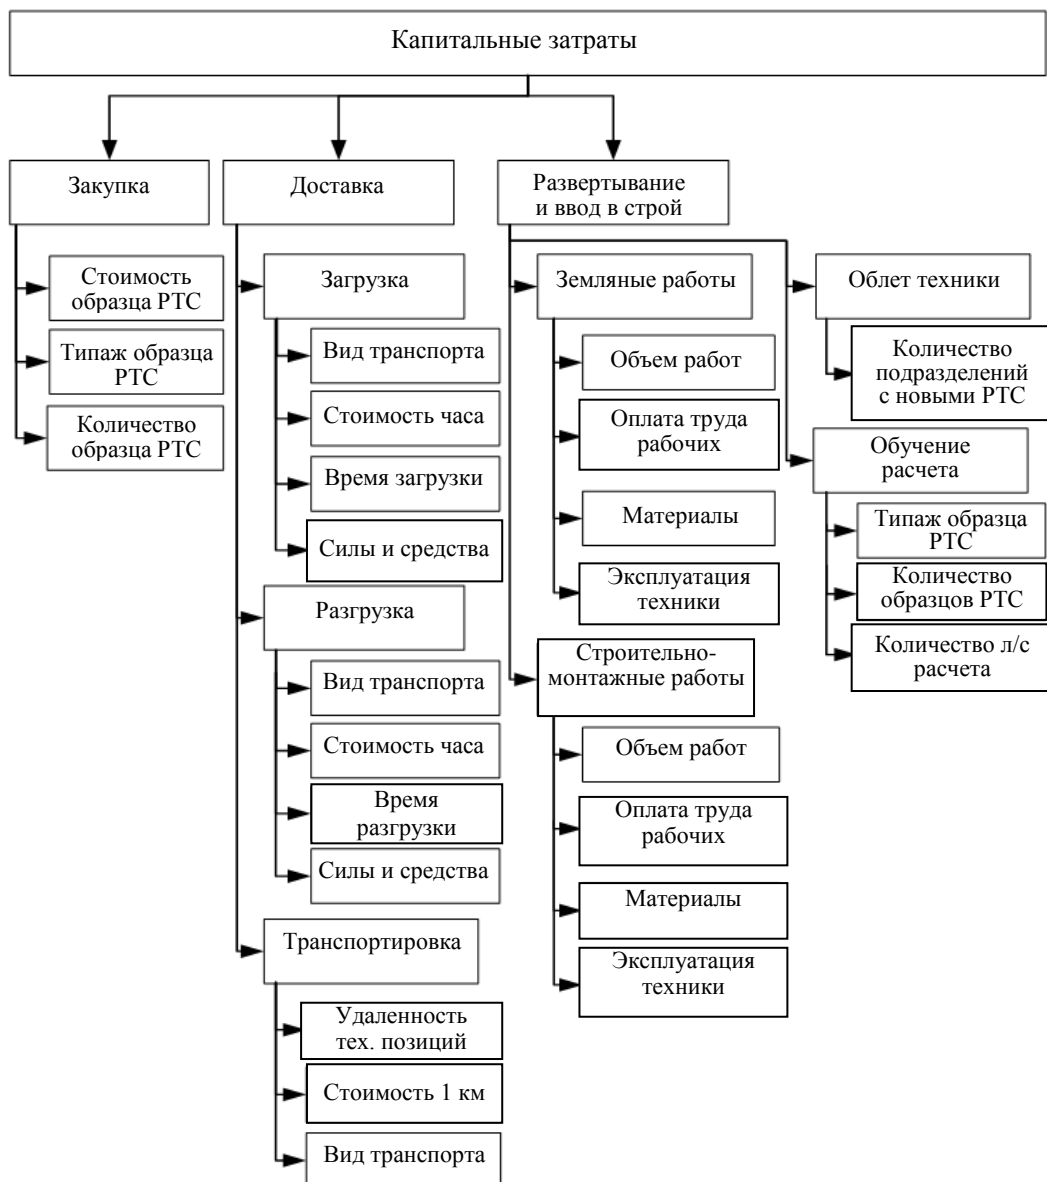 Капитальные затраты
Закупка
Доставка
Развертывание
и ввод в строй
Стоимость
образца РТС
Типаж образца
РТС
Количество
образца РТС
Загрузка
Вид транспорта
Стоимость часа
Время загрузки
Силы и средства
Разгрузка
Вид транспорта
Стоимость часа
Время
разгрузки
Силы и средства
Транспортировка
Удаленность
тех. позиций
Стоимость 1 км
Вид транспорта
Земляные работы
Объем работ
Оплата труда
рабочих
Материалы
Эксплуатация
техники
Строительно-
монтажные работы
Объем работ
Оплата труда
рабочих
Материалы
Эксплуатация
техники
Облет техники
Количество
подразделений
с новыми РТС
Обучение
расчета
Типаж образца
РТС
Количество
образцов РТС
Количество л/с
расчета